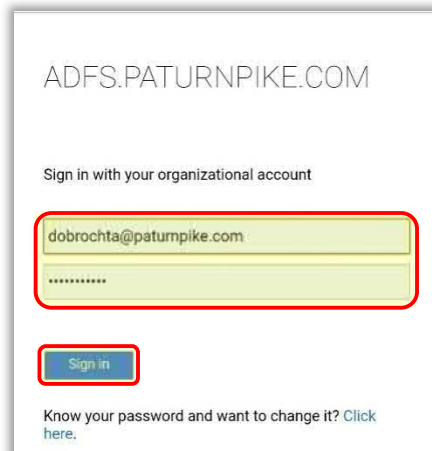 ADFS.PATURNPIKE.COM
Sign in with your organizational account
dobrochta@paturnpike.com
•••••••••••
Sign in
Know your password and want to change it? Click
here.